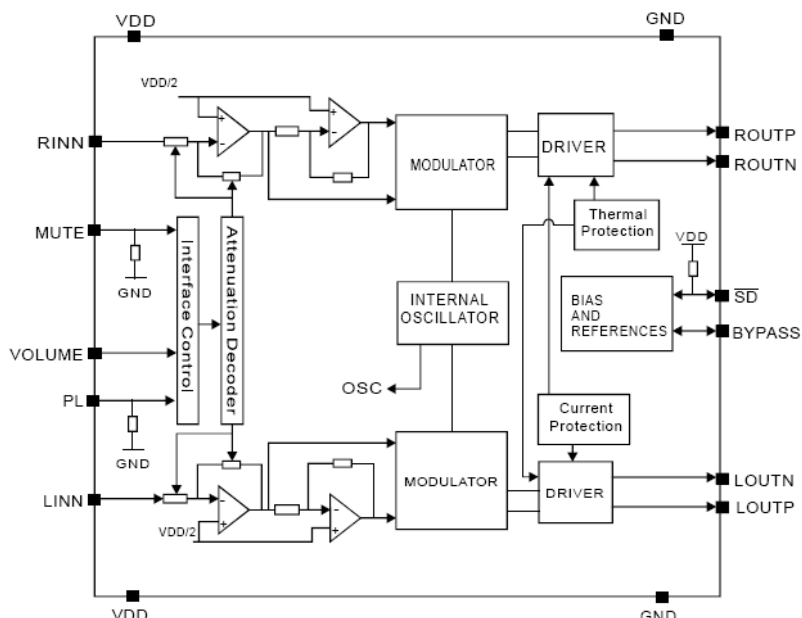 VDD
GND
VDD/2
RINN
MODULATOR
DRIVER
ROUTP
ROUTN
MUTE
GND
Interface Control
Attenuation Decoder
Thermal
Protection
VDD
INTERNAL
OSCILLATOR
BIAS
AND
REFERENCES
SD
BYPASS
VOLUME
PL
OSC
GND
Current
Protection
LINN
MODULATOR
DRIVER
LOUTN
LOUTP
VDD/2
VDD
GND